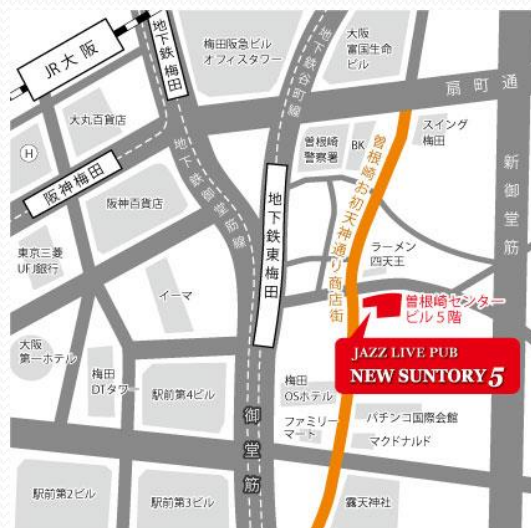 JR大阪
地下鉄梅田
梅田阪急ビル
オフィスタワー
地下鉄谷町線
大阪
富国生命
ビル
扇町通
大丸百貨店
H
阪神梅田
阪神百貨店
地下鉄御堂筋線
曽根崎
警察署
BK
スイング
梅田
新御堂筋
曽根崎お初天神通り商店街
地下鉄東梅田
東京三菱
UFJ銀行
イーマ
ラーメン
四天王
曽根崎センター
ビル5階
JAZZ LIVE PUB
NEW SUNTORY 5
大阪
第一ホテル
梅田
DTタワー
駅前第4ビル
御堂筋
梅田
OSホテル
ファミリー
マート
パチンコ国際会館
マクドナルド
駅前第2ビル
駅前第3ビル
露天神社